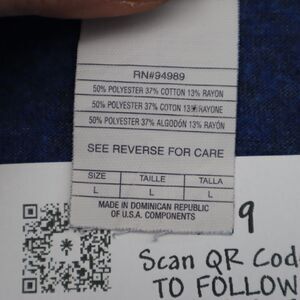 RN#94989
50% POLYESTER 37% COTTON 13% RAYON
50% POLYESTER 37% COTON 13% RAYONE
50% POLYESTER 37% ALGODÓN 13% RAYÓN
SEE REVERSE FOR CARE
SIZE TAILLE TALLA
L L L
MADE IN DOMINICAN REPUBLIC
OF U.S.A. COMPONENTS
9
Scan QR Code
TO FOLLOW